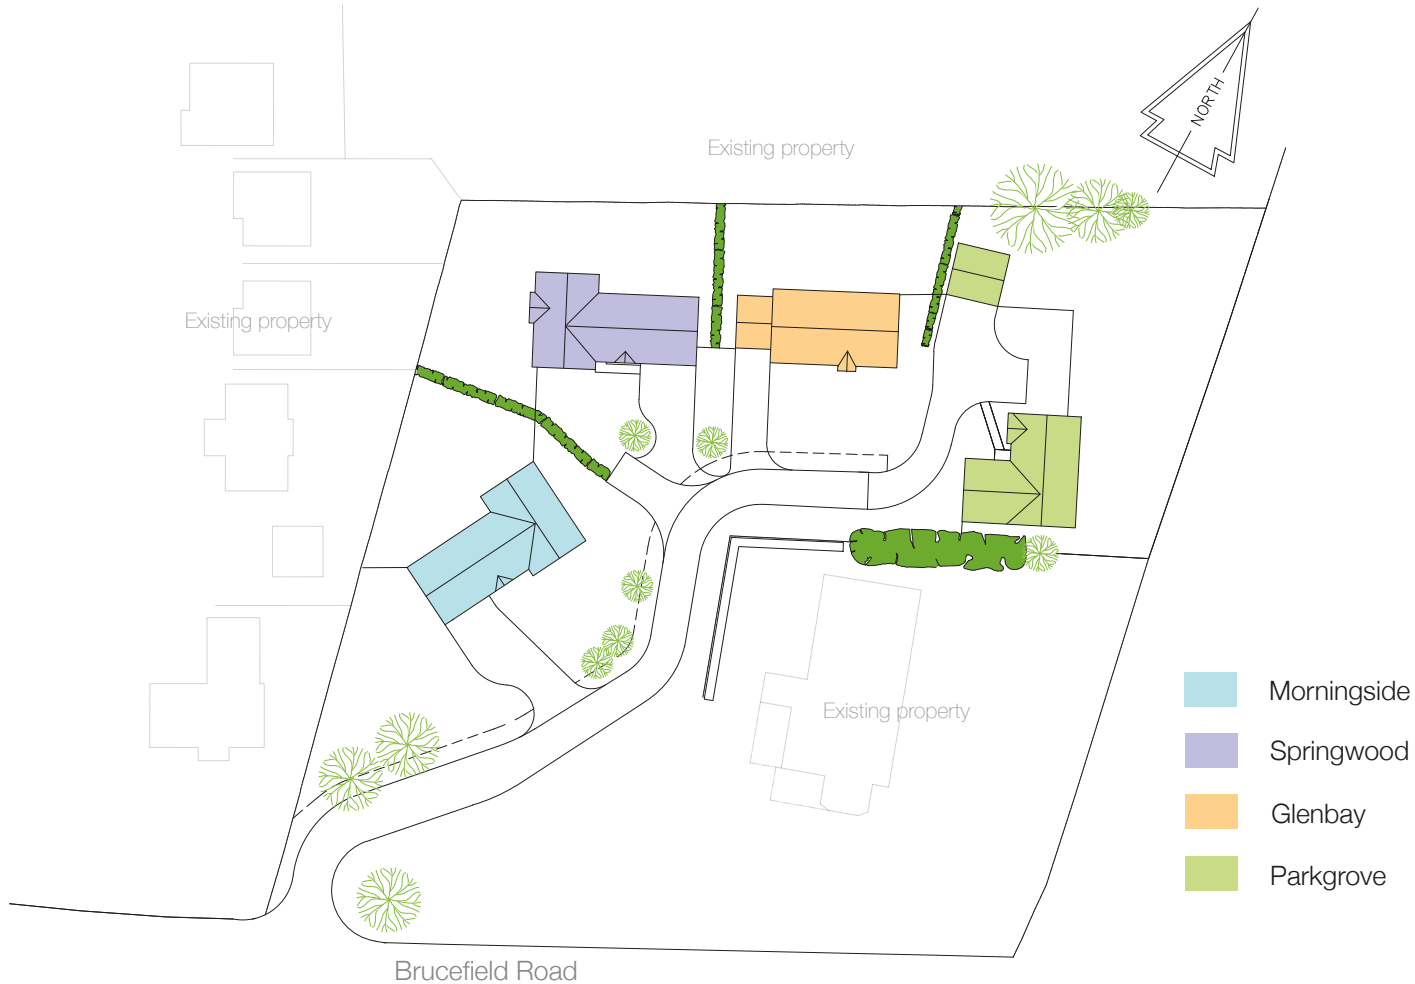 NORTH
Existing property
Existing property
Existing property
Morningside
Springwood
Glenbay
Parkgrove
Brucefield Road